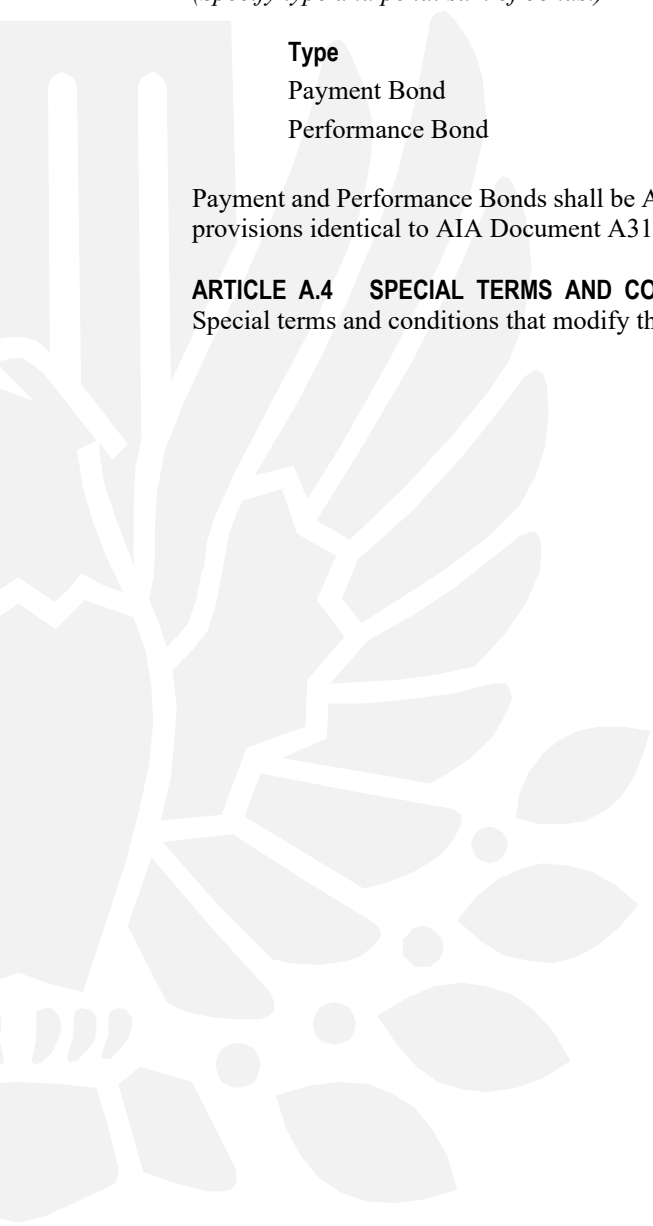 Type
Payment Bond
Performance Bond
Payment and Performance Bonds shall be
provisions identical to AIA Document A31
ARTICLE A.4 SPECIAL TERMS AND CO
Special terms and conditions that modify th